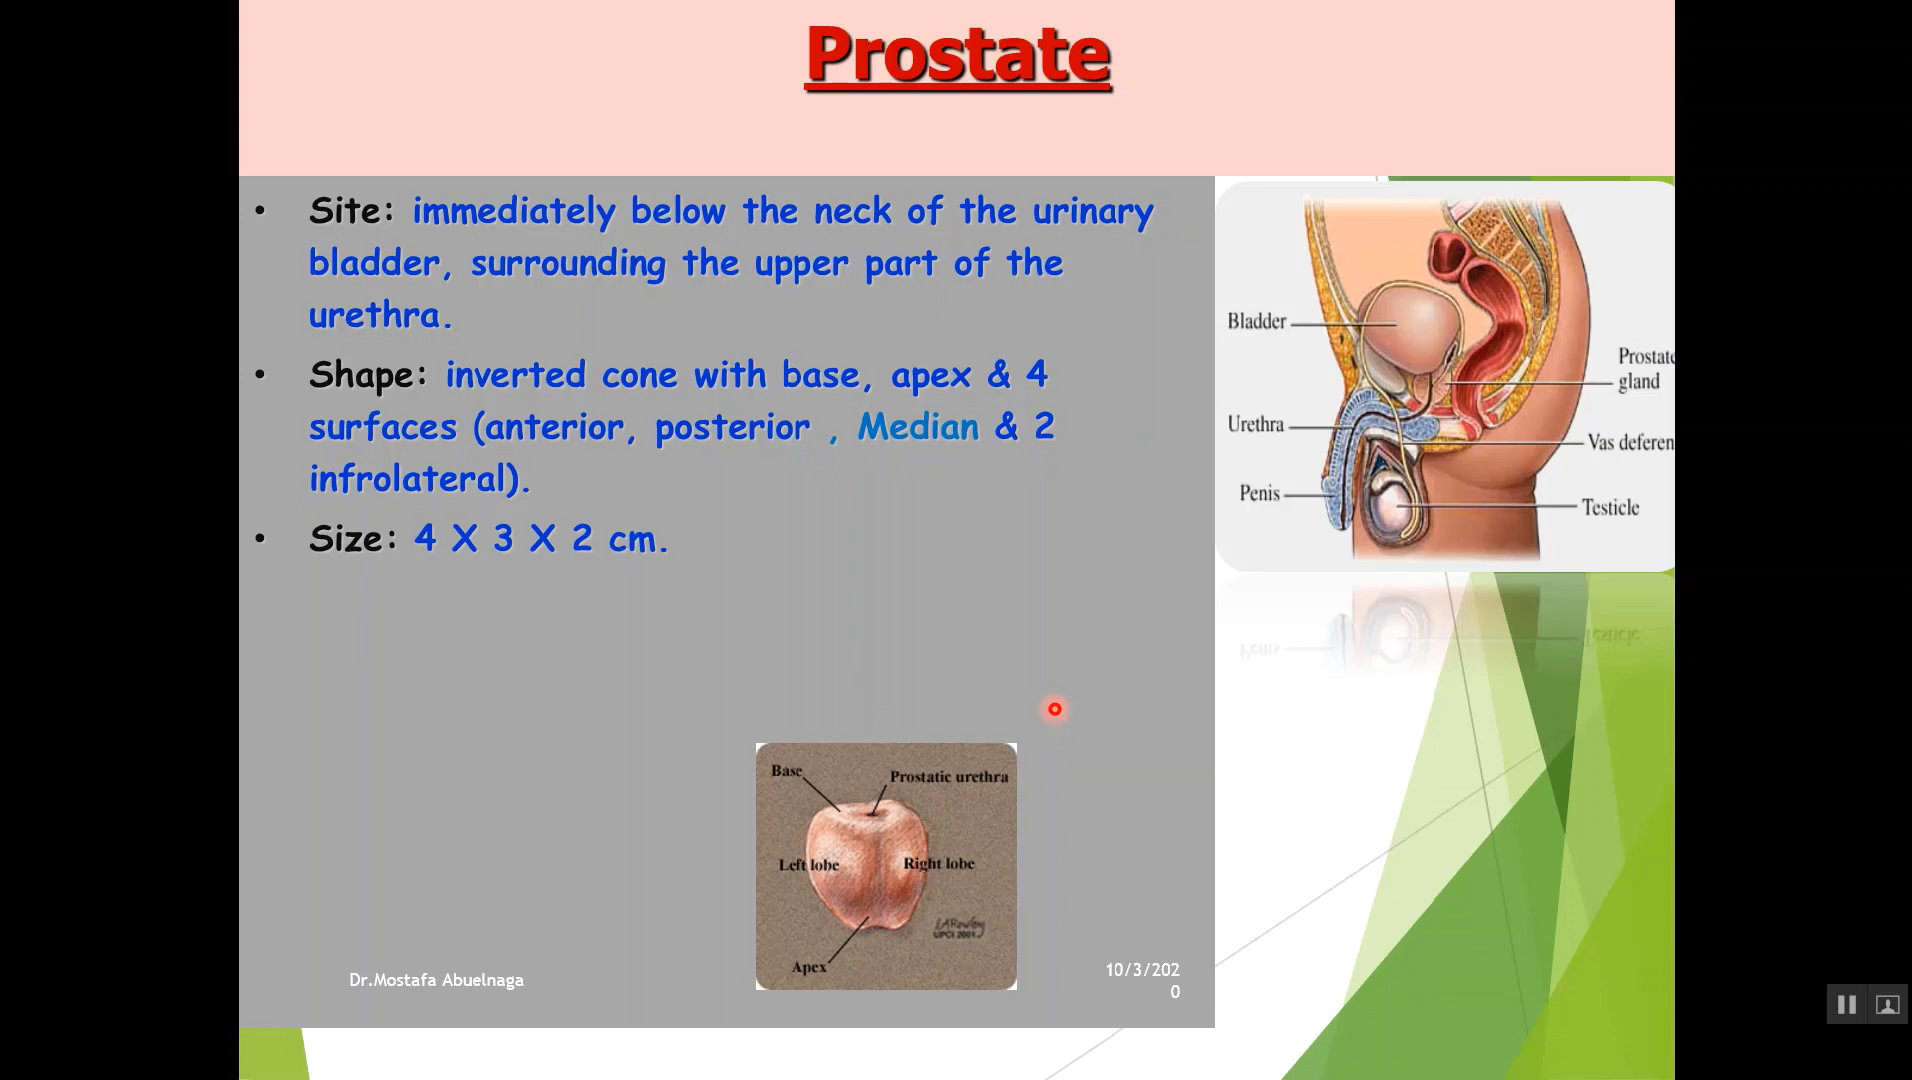 Prostate
• Site: immediately below the neck of the urinary
bladder, surrounding the upper part of the
urethra.
• Shape: inverted cone with base, apex & 4
surfaces (anterior, posterior , Median & 2
infrolateral).
• Size: 4 X 3 X 2 cm.
Bladder
Prostate
gland
Urethra
Vas deferen
Penis
Testicle
Base
Prostatic urethra
Left lobe
Right lobe
UPCI 2001
Apex
Dr.Mostafa Abuelnaga
10/3/202
0